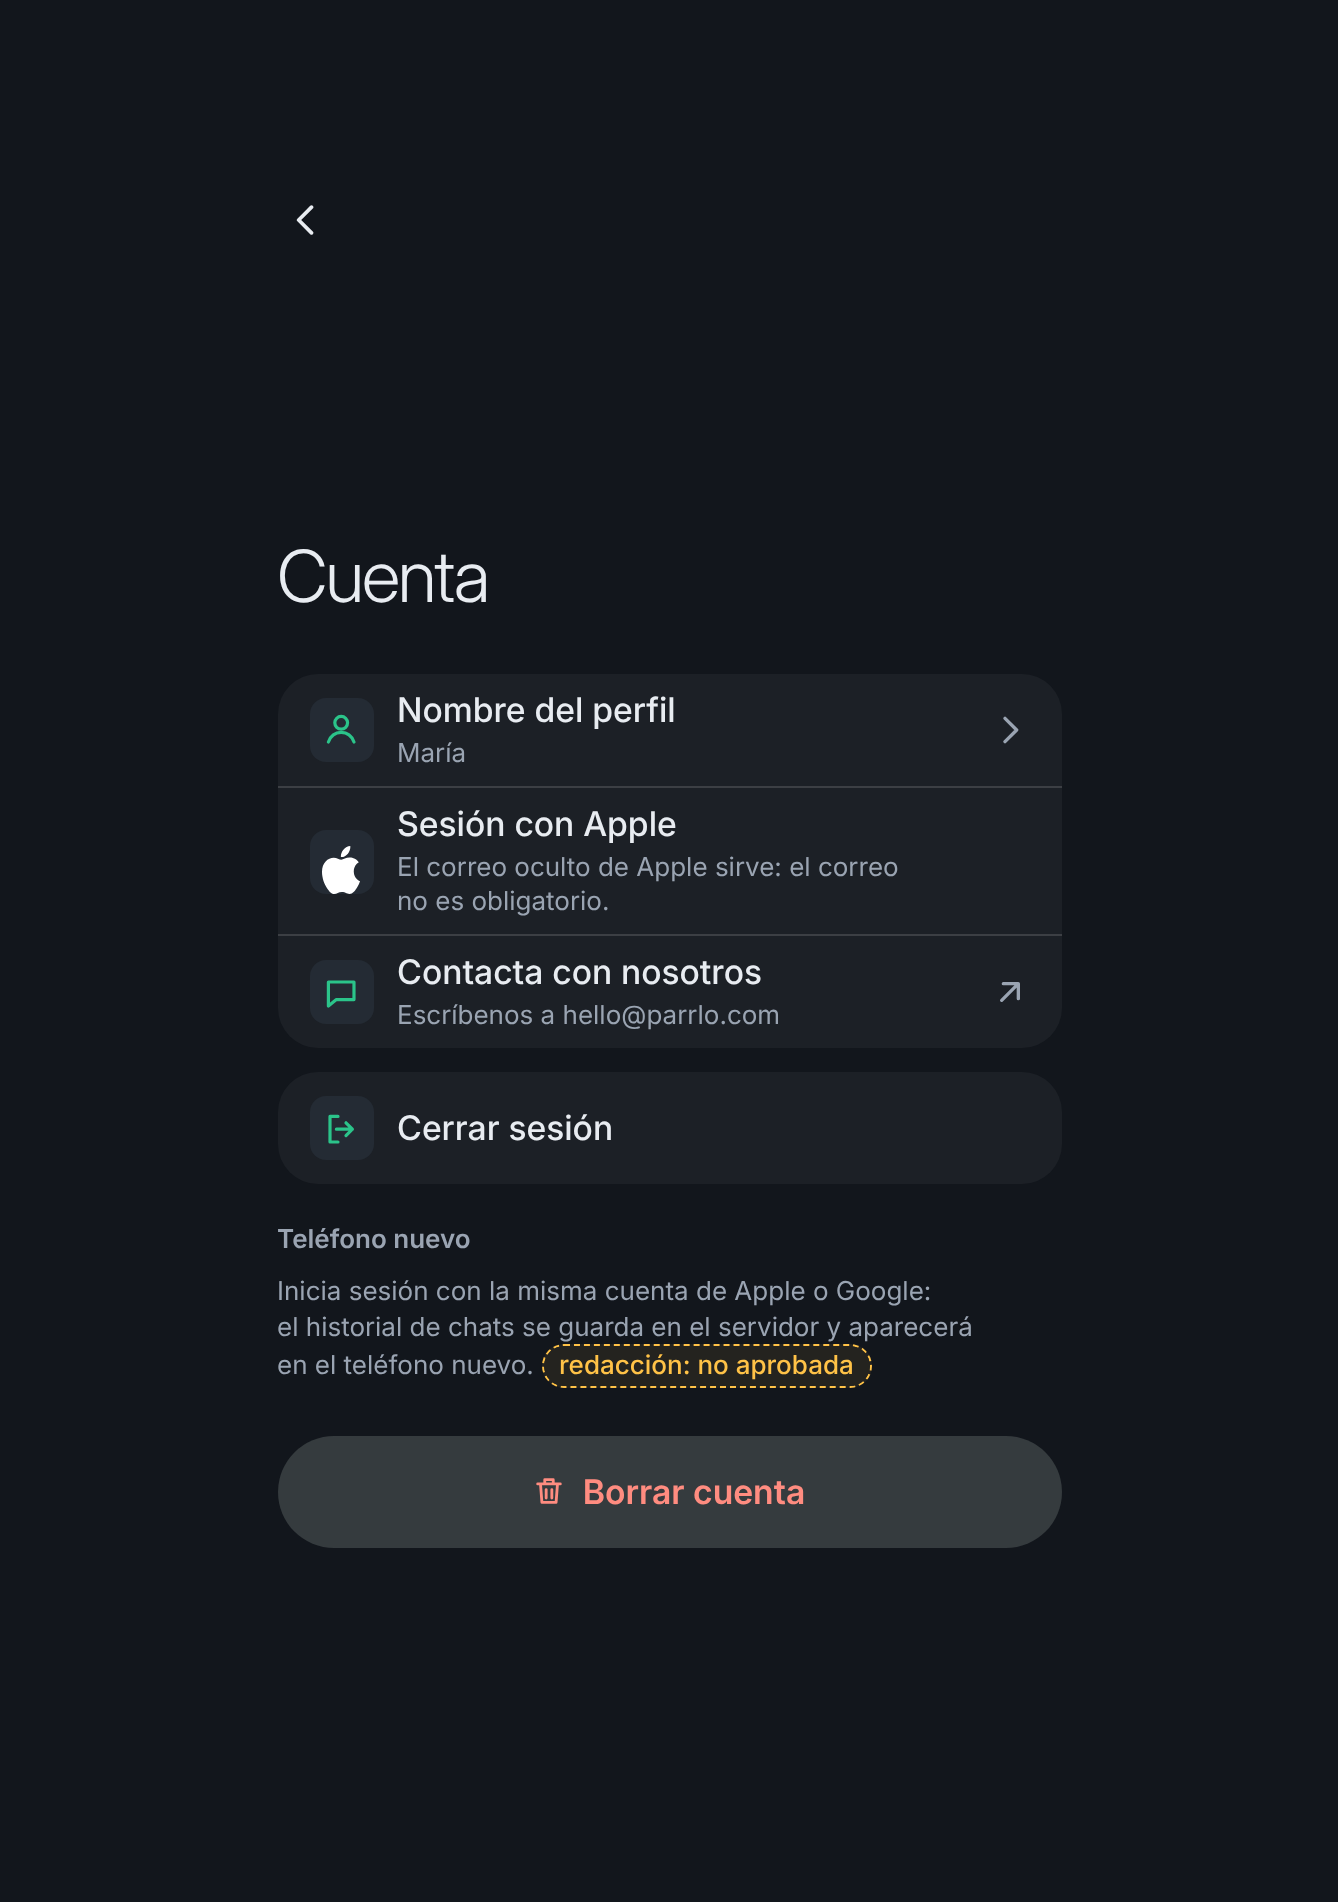 Cuenta
Nombre del perfil
María
Sesión con Apple
El correo oculto de Apple sirve: el correo
no es obligatorio.
Contacta con nosotros
Escríbenos a hello@parrlo.com
Cerrar sesión
Teléfono nuevo
Inicia sesión con la misma cuenta de Apple o Google:
el historial de chats se guarda en el servidor y aparecerá
en el teléfono nuevo. redacción: no aprobada
Borrar cuenta